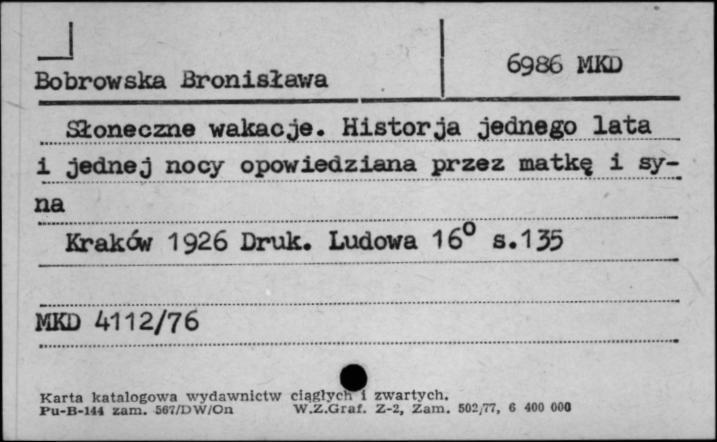 6986 MKD
Bobrowska Bronisława
Słoneczne wakacje. Historja jednego lata
i jednej nocy opowiedziana przez matkę i sy-
na
Kraków 1926 Druk. Ludowa 16° s.135
MKD 4112/76
Karta katalogowa wydawnictw ciągłych i zwartych.
Pu-B-144 zam. 567/DW/On W.Z.Graf. Z-2, Zam. 502/77, 6 400 000